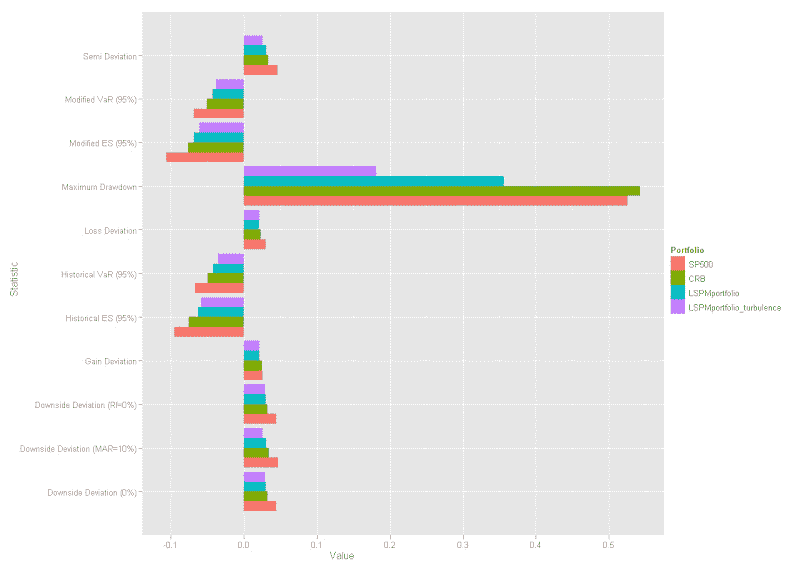 Semi Deviation
Modified VaR (95%)
Modified ES (95%)
Maximum Drawdown
Loss Deviation
Historical VaR (95%)
Historical ES (95%)
Gain Deviation
Downside Deviation (Rf=0%)
Downside Deviation (MAR=10%)
Downside Deviation (0%)
Statistic
-0.1 0.0 0.1 0.2 0.3 0.4 0.5
Value
Portfolio
SP500
CRB
LSPMportfolio
LSPMportfolio_turbulence